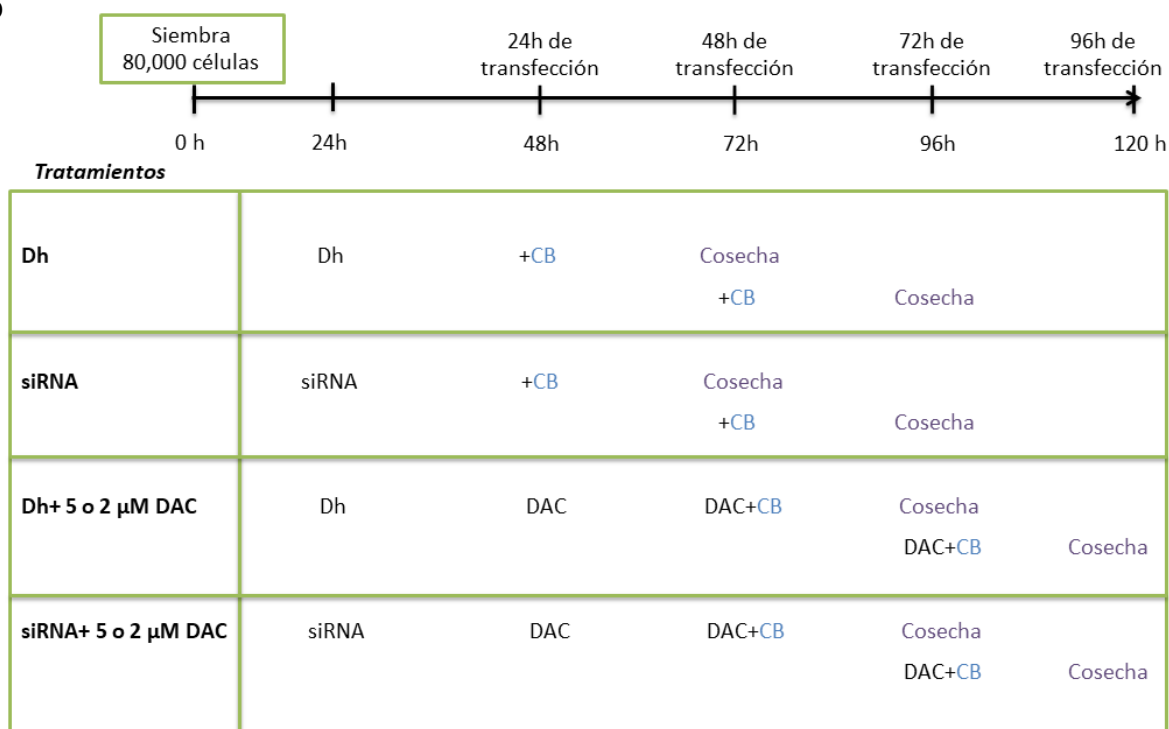 Siembra
80,000 células
24h de
transfección
48h de
transfección
72h de
transfección
96h de
transfección
0 h 24h 48h 72h 96h 120 h
Tratamientos
Dh Dh +CB Cosecha
+CB Cosecha
siRNA siRNA +CB Cosecha
+CB Cosecha
Dh+ 5 o 2 µM DAC Dh DAC DAC+CB Cosecha
DAC+CB Cosecha
siRNA+ 5 o 2 µM DAC siRNA DAC DAC+CB Cosecha
DAC+CB Cosecha